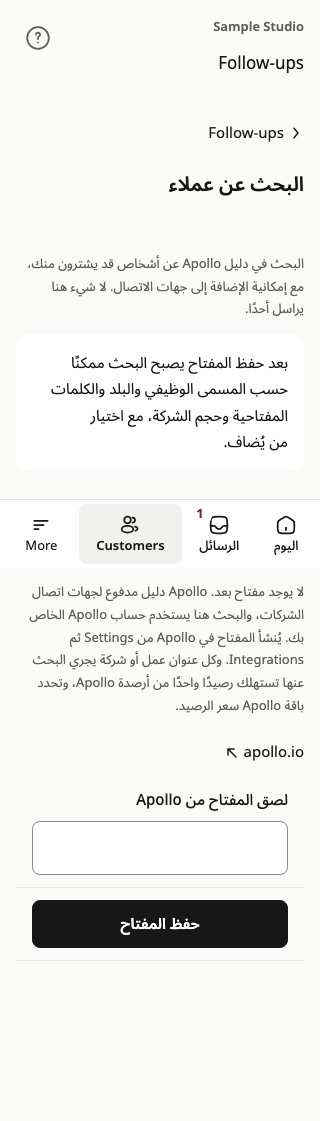 Sample Studio
Follow-ups
Follow-ups
البحث عن عملاء
البحث في دليل Apollo عن أشخاص قد يشترون منك،
مع إمكانية الإضافة إلى جهات الاتصال. لا شيء هنا
يراسل أحدًا.
بعد حفظ المفتاح يصبح البحث ممكنًا
حسب المسمى الوظيفي والبلد والكلمات
المفتاحية وحجم الشركة، مع اختيار
من يُضاف.
اليوم
1
الرسائل
Customers
More
لا يوجد مفتاح بعد. Apollo دليل مدفوع لجهات اتصال
الشركات، والبحث هنا يستخدم حساب Apollo الخاص
بك. يُنشأ المفتاح في Apollo من Settings ثم
Integrations. وكل عنوان عمل أو شركة يجري البحث
عنها تستهلك رصيدًا واحدًا من أرصدة Apollo، وتحدد
باقة Apollo سعر الرصيد.
apollo.io
لصق المفتاح من Apollo
حفظ المفتاح